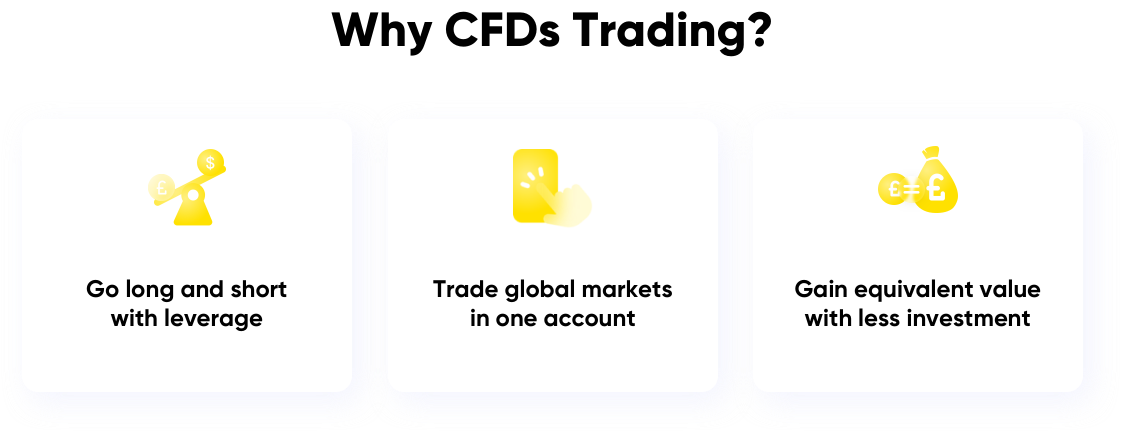 Why CFDs Trading?
£
$
£=£
Go long and short
with leverage
Trade global markets
in one account
Gain equivalent value
with less investment